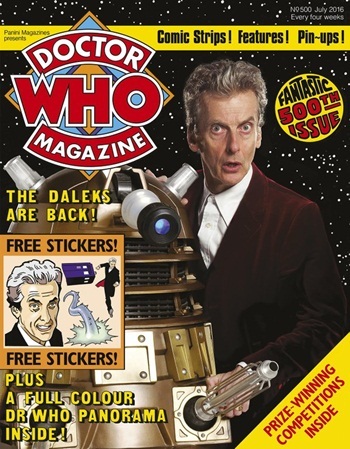 Panini Magazines
presents
DOCTOR
WHO
MAGAZINE
Nº500 July 2016
Every four weeks
Comic Strips! Features! Pin-ups!
FANTASTIC
500TH
ISSUE
THE DALEKS
ARE BACK!
FREE STICKERS!
FREE STICKERS!
PLUS
A FULL COLOUR
DR WHO PANORAMA
INSIDE!
PRIZE-WINNING
COMPETITIONS
INSIDE